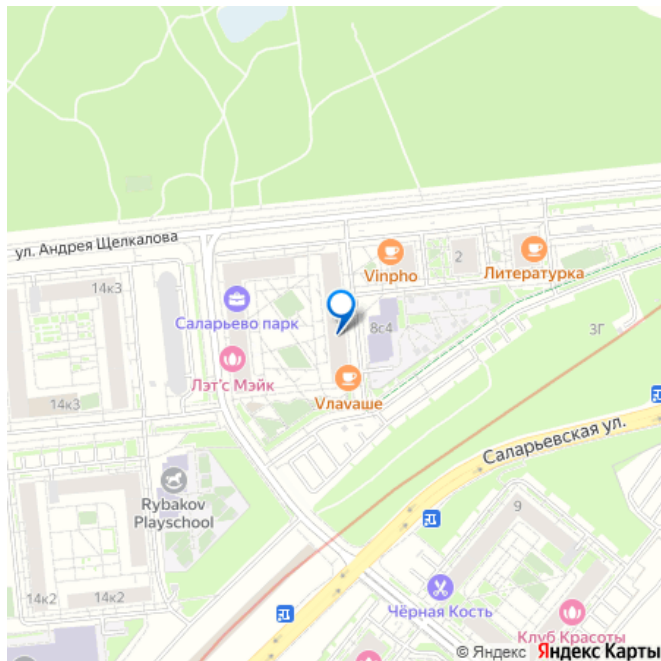 ул. Андрея Щелкалова
Vinpho
2
Литературка
14к3
Саларьево парк
8с4
3Г
Лэт'с Мэйк
14к3
Vлаvаше
Саларьевская ул.
Rybakov
Playschool
9
14к2
14к2
Чёрная Кость
Клуб Красоты
© Яндекс Яндекс Карты